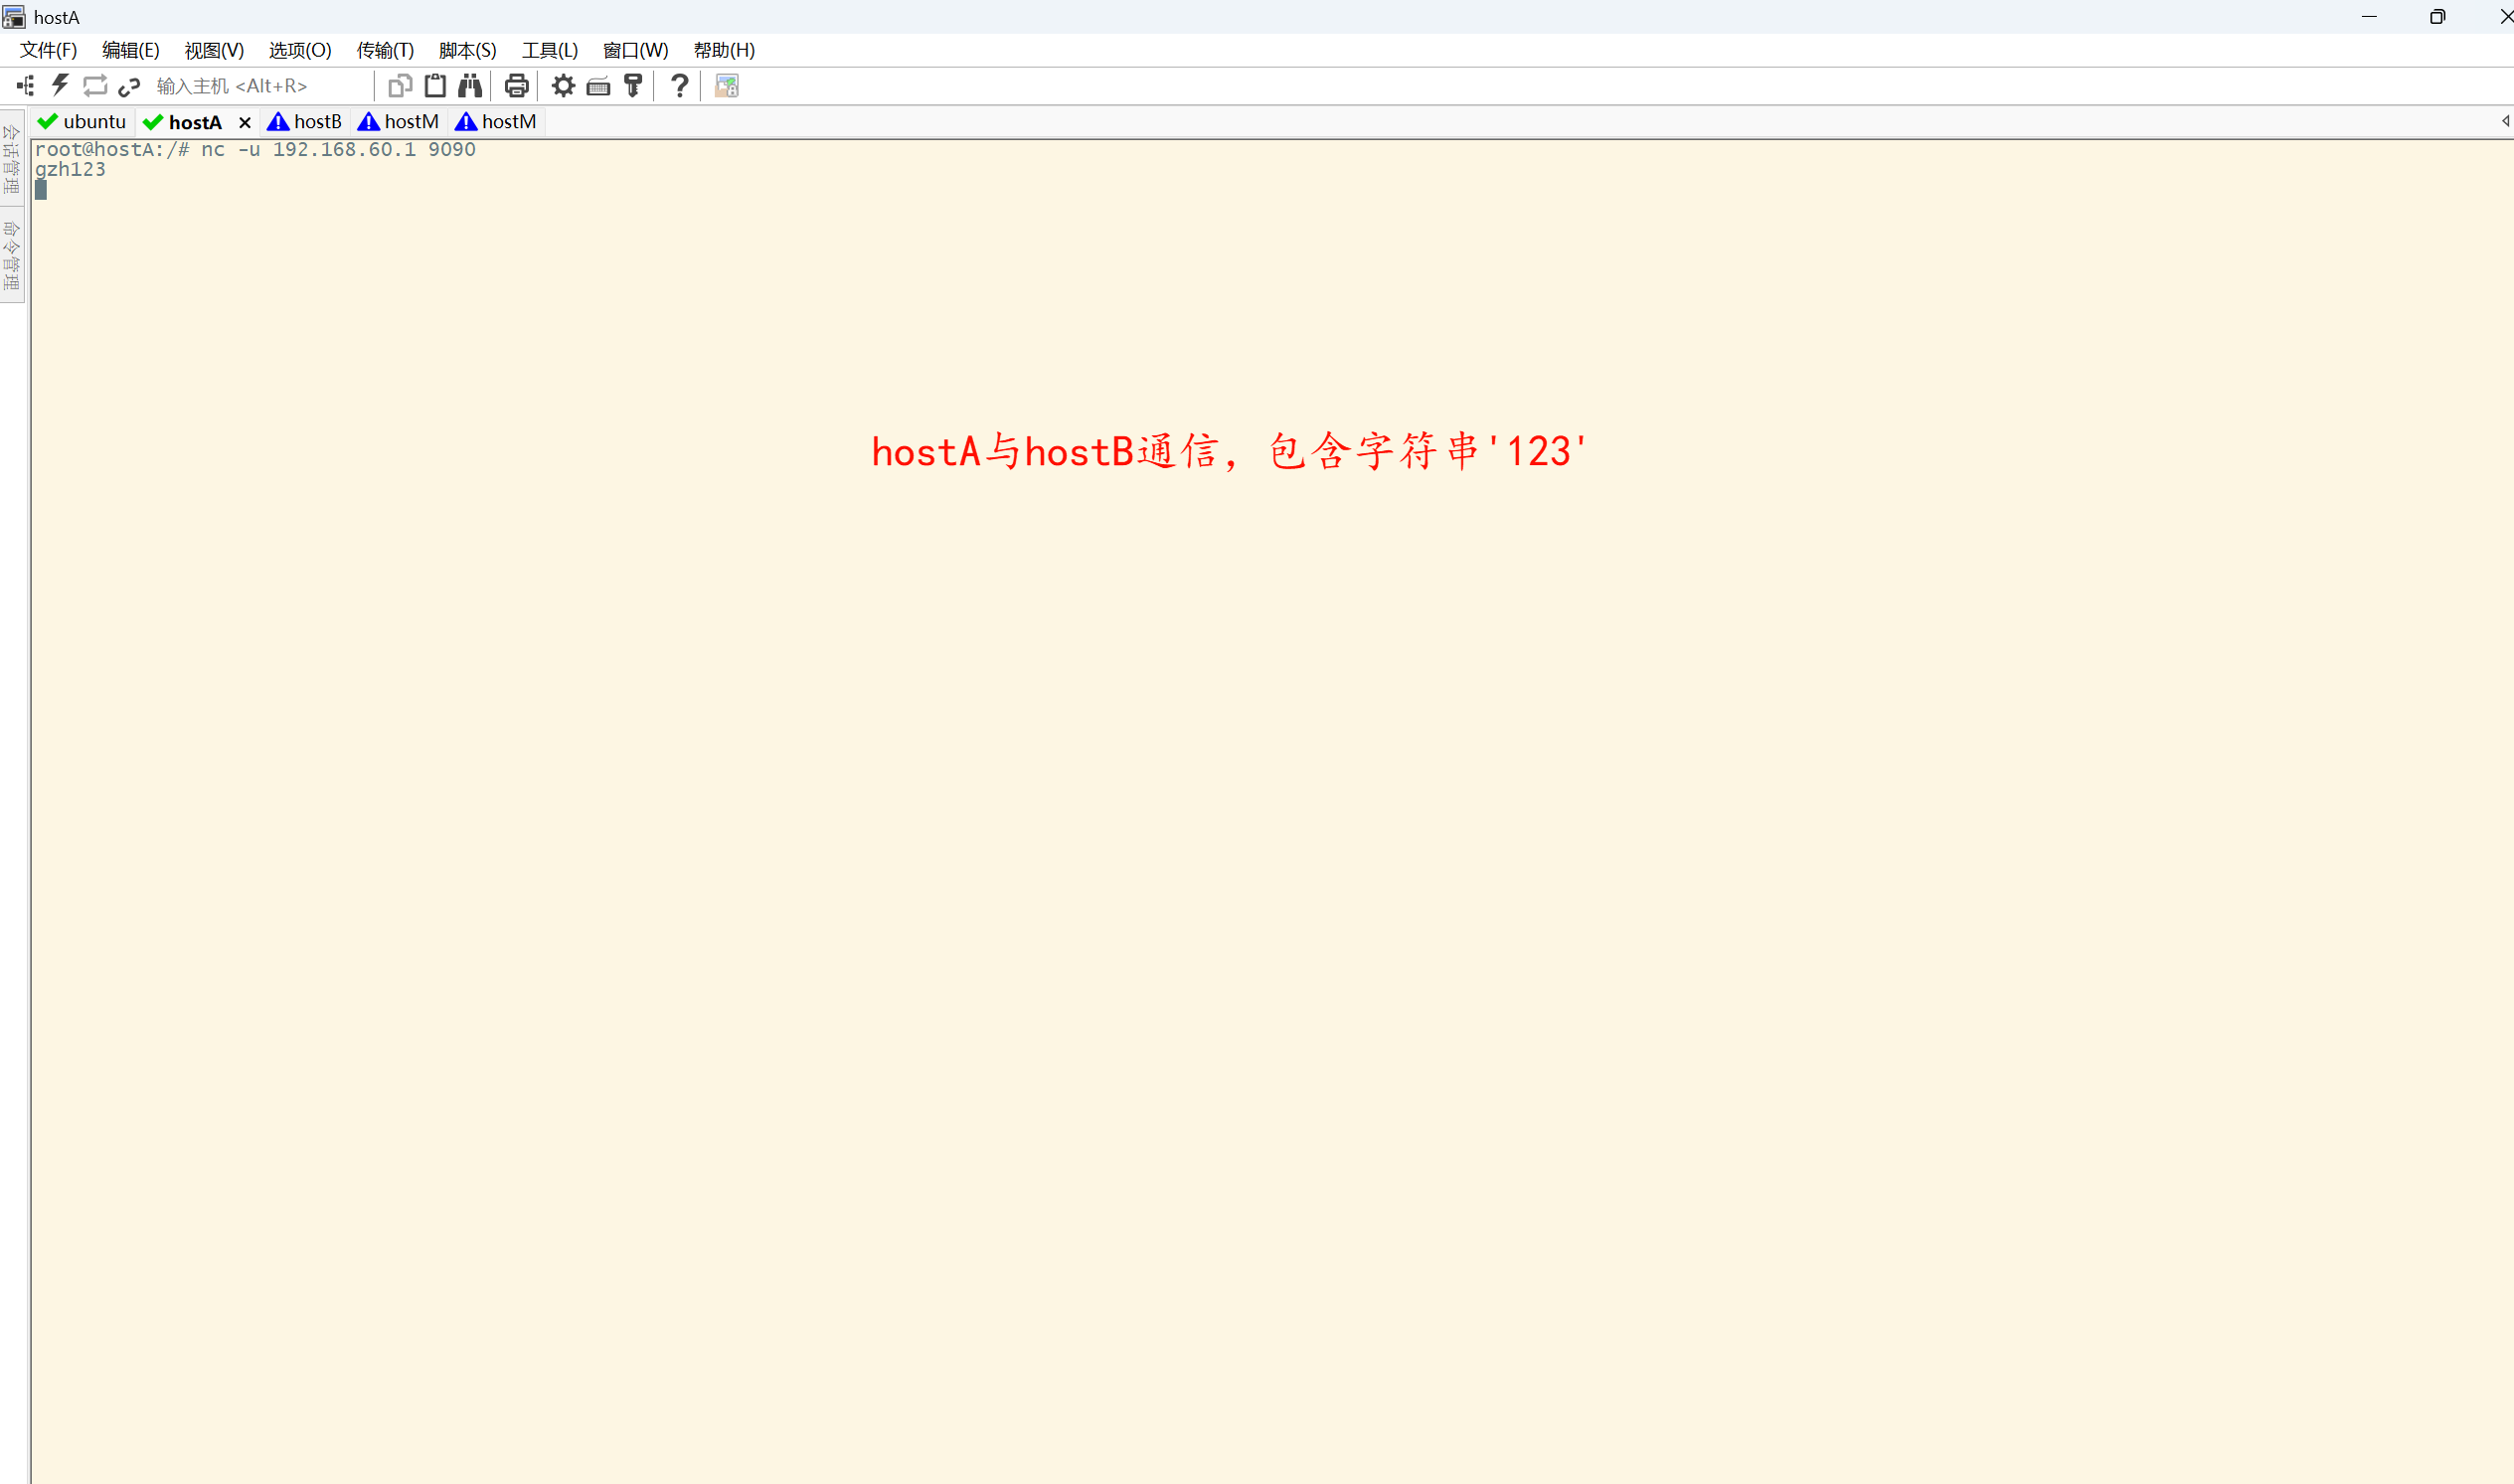 hostA
文件(F) 编辑(E) 视图(V) 选项(O) 传输(T) 脚本(S) 工具(L) 窗口(W) 帮助(H)
输入主机 <Alt+R>
ubuntu hostA hostB hostM hostM
会话管理
命令管理
root@hostA:/# nc -u 192.168.60.1 9090
gzh123
hostA与hostB通信，包含字符串'123'